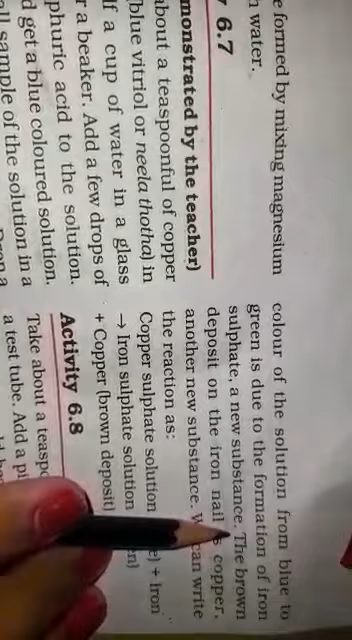 e formed by mixing magnesium
water.
6.7
monstrated by the teacher)
about a teaspoonful of copper
(blue vitriol or neela thotha) in
lf a cup of water in a glass
r a beaker. Add a few drops of
phuric acid to the solution.
d get a blue coloured solution.
all sample of the solution in a
colour of the solution from blue to
green is due to the formation of iron
sulphate, a new substance. The brown
deposit on the iron nail is copper,
another new substance. can write
the reaction as:
Copper sulphate solution e) + Iron
→ Iron sulphate solution en)
+ Copper (brown deposit)
Activity 6.8
Take about a teaspo
a test tube. Add a pi